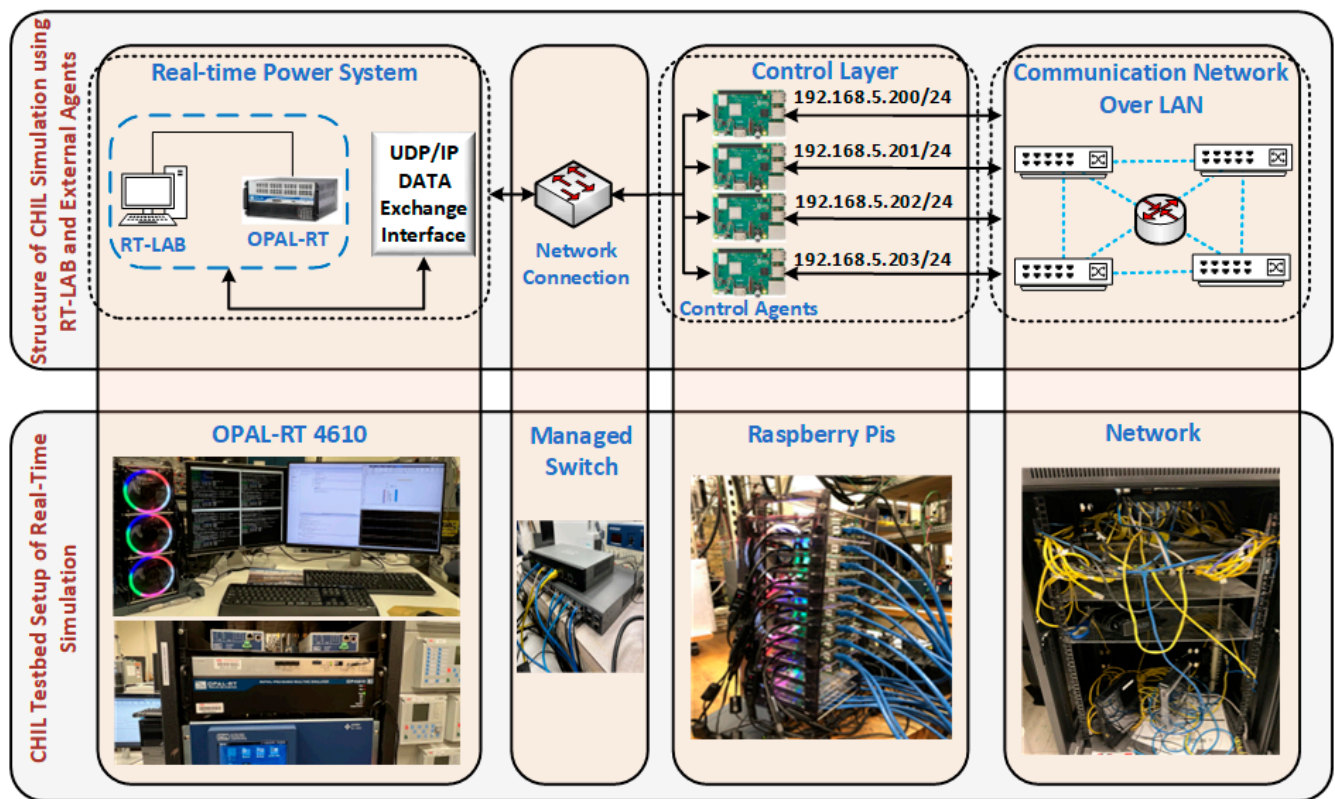 Structure of CHIL Simulation using
RT-LAB and External Agents
Real-time Power System
RT-LAB
OPAL-RT
UDP/IP
DATA
Exchange
Interface
Network
Connection
Control Layer
192.168.5.200/24
192.168.5.201/24
192.168.5.202/24
192.168.5.203/24
Control Agents
Communication Network
Over LAN
CHIL Testbed Setup of Real-Time
Simulation
OPAL-RT 4610
OPAL-RT
Managed
Switch
Raspberry Pis
Network